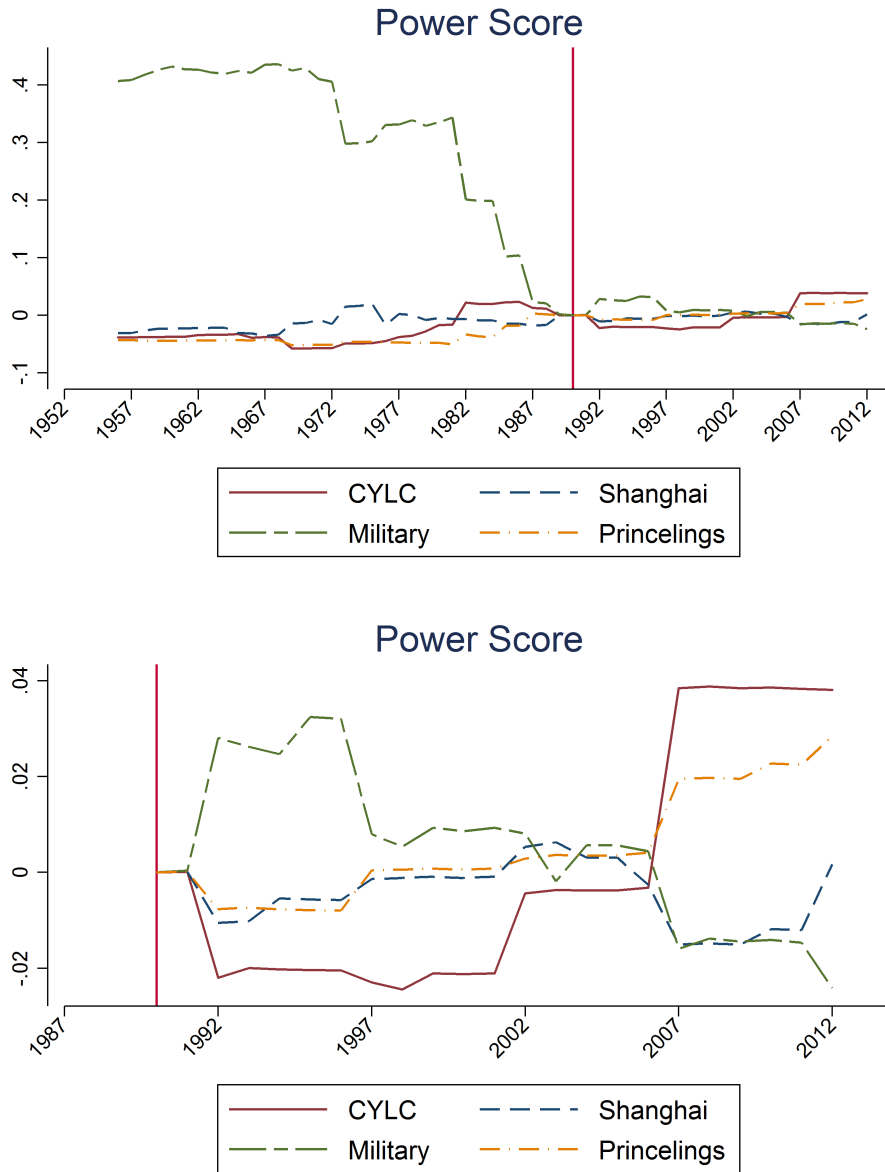 Power Score
.4
.3
.2
.1
0
-.1
1952 1957 1962 1967 1972 1977 1982 1987 1992 1997 2002 2007 2012
CYLC Shanghai
Military Princelings
Power Score
.04
.02
0
-.02
1987 1992 1997 2002 2007 2012
CYLC Shanghai
Military Princelings